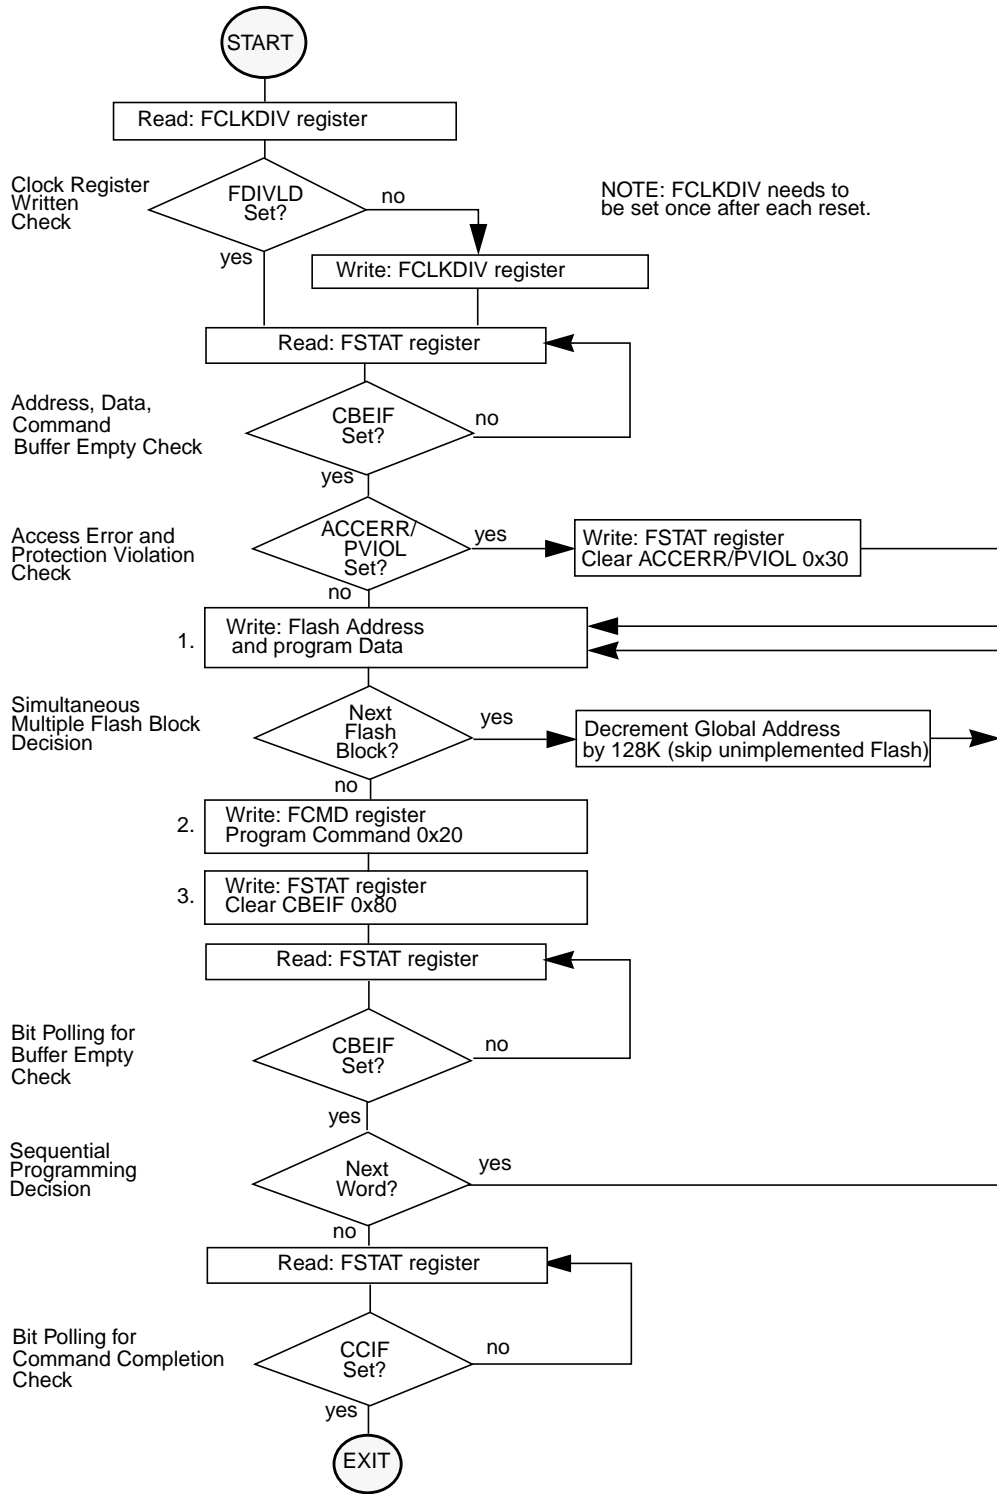 START
Read: FCLKDIV register
Clock Register
Written
Check
FDIVLD
Set?
no
yes
NOTE: FCLKDIV needs to
be set once after each reset.
Write: FCLKDIV register
Read: FSTAT register
Address, Data,
Command
Buffer Empty Check
CBEIF
Set?
no
yes
Access Error and
Protection Violation
Check
ACCERR/
PVIOL
Set?
yes
no
Write: FSTAT register
Clear ACCERR/PVIOL 0x30
1.
Write: Flash Address
and program Data
Simultaneous
Multiple Flash Block
Decision
Next
Flash
Block?
yes
no
Decrement Global Address
by 128K (skip unimplemented Flash)
2.
Write: FCMD register
Program Command 0x20
3.
Write: FSTAT register
Clear CBEIF 0x80
Read: FSTAT register
Bit Polling for
Buffer Empty
Check
CBEIF
Set?
no
yes
Sequential
Programming
Decision
Next
Word?
yes
no
Read: FSTAT register
Bit Polling for
Command Completion
Check
CCIF
Set?
no
yes
EXIT